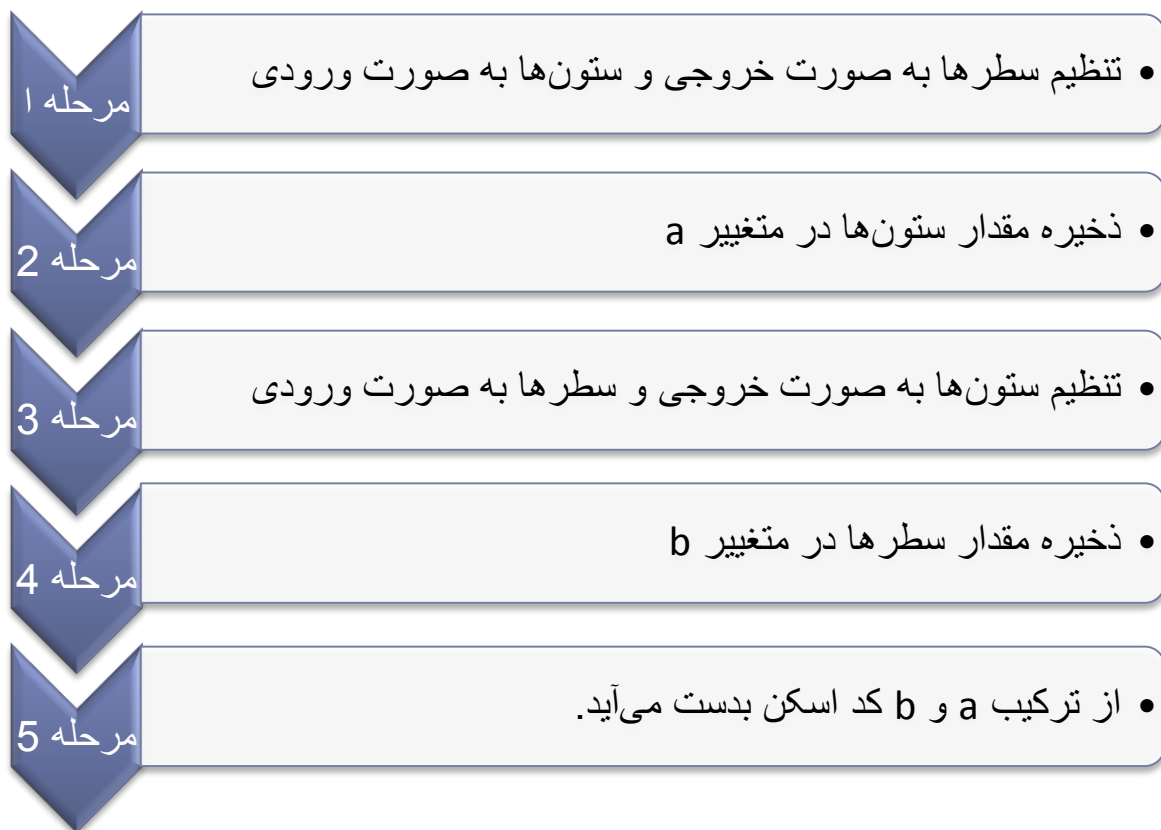 مرحله ا
• تنظیم سطرها به صورت خروجی و ستون‌ها به صورت ورودی
مرحله 2
• ذخیره مقدار ستون‌ها در متغییر a
مرحله 3
• تنظیم ستون‌ها به صورت خروجی و سطرها به صورت ورودی
مرحله 4
• ذخیره مقدار سطرها در متغییر b
مرحله 5
• از ترکیب a و b کد اسکن بدست می‌آید.